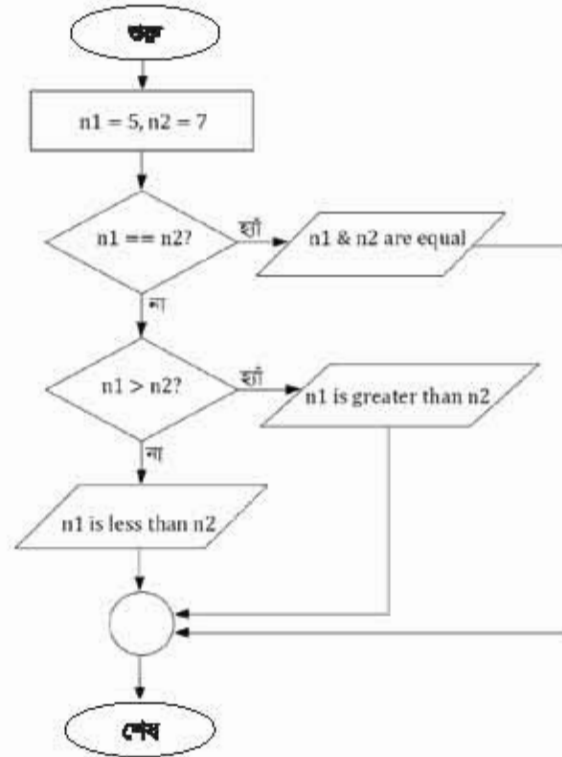 শুরু
n1 = 5, n2 = 7
n1 == n2?
হ্যাঁ
n1 & n2 are equal
না
n1 > n2?
হ্যাঁ
n1 is greater than n2
না
n1 is less than n2
শেষ